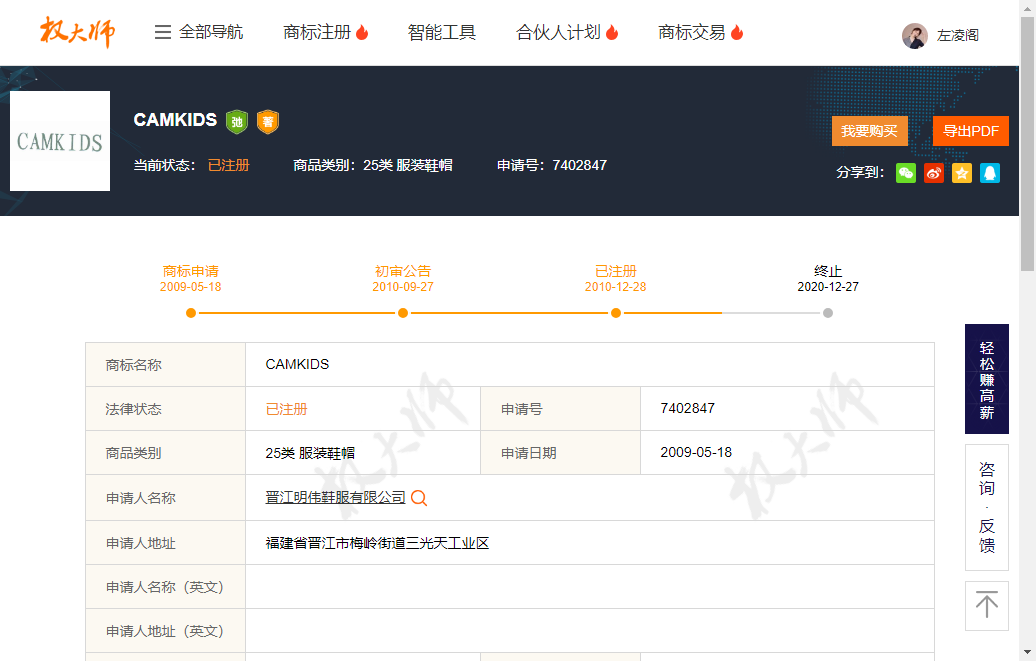 权大师
全部导航 商标注册 智能工具 合伙人计划 商标交易 左凌阁
CAMKIDS
CAMKIDS 驰 著
当前状态： 已注册 商品类别：25类 服装鞋帽 申请号：7402847
我要购买 导出PDF
分享到：
商标申请 初审公告 已注册 终止
2009-05-18 2010-09-27 2010-12-28 2020-12-27
商标名称 CAMKIDS
法律状态 已注册 申请号 7402847
商品类别 25类 服装鞋帽 申请日期 2009-05-18
申请人名称 晋江明伟鞋服有限公司
申请人地址 福建省晋江市梅岭街道三光天工业区
申请人名称（英文）
申请人地址（英文）
权大师 权大师
轻松赚高薪
咨询·反馈